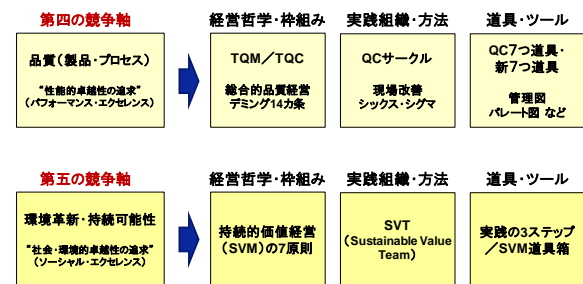 第四の競争軸
経営哲学・枠組み
実践組織・方法
道具・ツール
品質(製品・プロセス)
“性能的卓越性の追求”
(パフォーマンス・エクセレンス)
TQM/TQC
総合的品質経営
デミング14カ条
QCサークル
現場改善
シックス・シグマ
QC7つ道具・
新7つ道具
管理図
パレート図 など
第五の競争軸
経営哲学・枠組み
実践組織・方法
道具・ツール
環境革新・持続可能性
“社会・環境的卓越性の追求”
(ソーシャル・エクセレンス)
持続的価値経営
(SVM)の7原則
SVT
(Sustainable Value
Team)
実践の3ステップ
/SVM道具箱